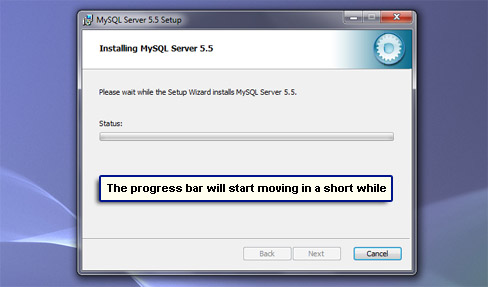 MySQL Server 5.5 Setup
Installing MySQL Server 5.5
Please wait while the Setup Wizard installs MySQL Server 5.5.
Status:
The progress bar will start moving in a short while
Back
Next
Cancel